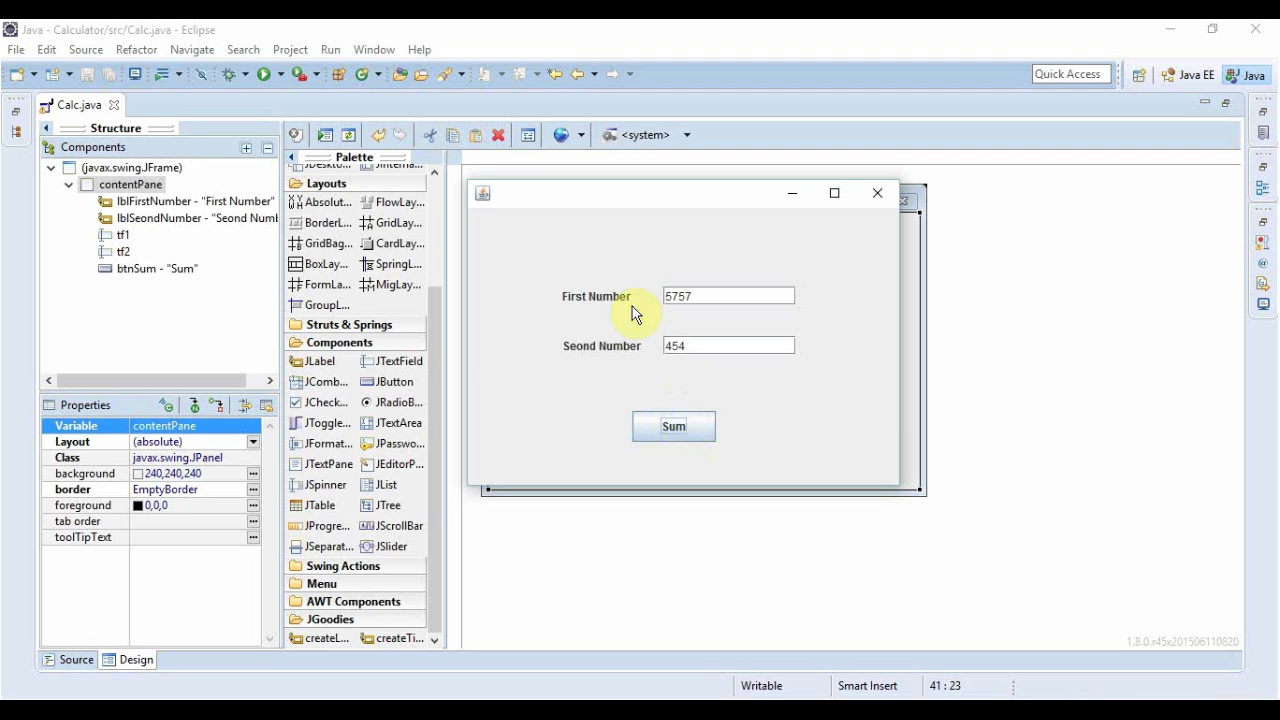 Java - Calculator/src/Calc.java - Eclipse
File Edit Source Refactor Navigate Search Project Run Window Help
Quick Access Java EE Java
Calc.java
Structure
Components
(javax.swing.JFrame)
contentPane
lblFirstNumber - "First Number"
lblSeondNumber - "Seond Numb
tf1
tf2
btnSum - "Sum"
Properties
Variable contentPane
Layout (absolute)
Class javax.swing.JPanel
background 240,240,240
border EmptyBorder
foreground 0,0,0
tab order
toolTipText
<system>
Palette
JDeskto... JInterna...
Layouts
Absolut... FlowLay...
BorderL... GridLay...
GridBag... CardLay...
BoxLay... SpringL...
FormLa... MigLay...
GroupL...
Struts & Springs
Components
JLabel JTextField
JComb... JButton
JCheck... JRadioB...
JToggle... JTextArea
JFormat... JPasswo...
JTextPane JEditorP...
JSpinner JList
JTable JTree
JProgre... JScrollBar
JSeparat... JSlider
Swing Actions
Menu
AWT Components
JGoodies
createL... createTi...
First Number 5757
Seond Number 454
Sum
1.8.0.r45x201506110820
Source Design
Writable Smart Insert 41 : 23